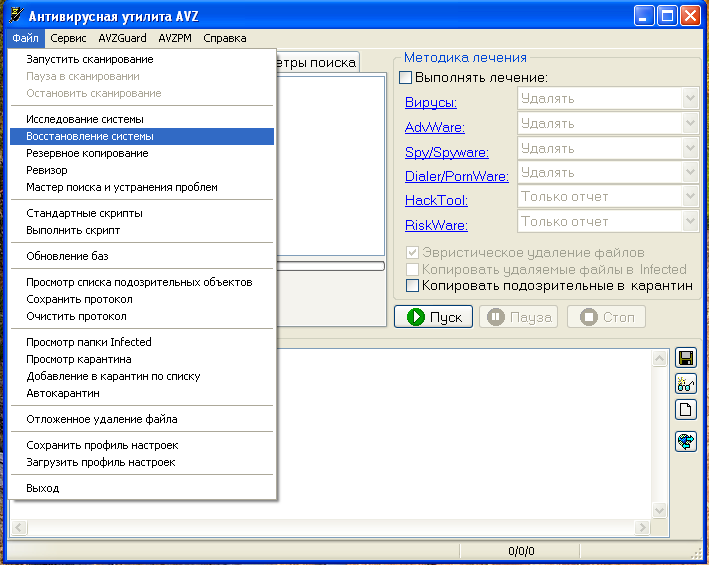 Антивирусная утилита AVZ
Файл Сервис AVZGuard AVZPM Справка
Запустить сканирование
Пауза в сканировании
Остановить сканирование
Исследование системы
Восстановление системы
Резервное копирование
Ревизор
Мастер поиска и устранения проблем
Стандартные скрипты
Выполнить скрипт
Обновление баз
Просмотр списка подозрительных объектов
Сохранить протокол
Очистить протокол
Просмотр папки Infected
Просмотр карантина
Добавление в карантин по списку
Автокарантин
Отложенное удаление файла
Сохранить профиль настроек
Загрузить профиль настроек
Выход
етры поиска
Методика лечения
Выполнять лечение:
Вирусы: Удалять
AdvWare: Удалять
Spy/Spyware: Удалять
Dialer/PornWare: Удалять
HackTool: Только отчет
RiskWare: Только отчет
Эвристическое удаление файлов
Копировать удаляемые файлы в Infected
Копировать подозрительные в карантин
Пуск Пауза Стоп
0/0/0